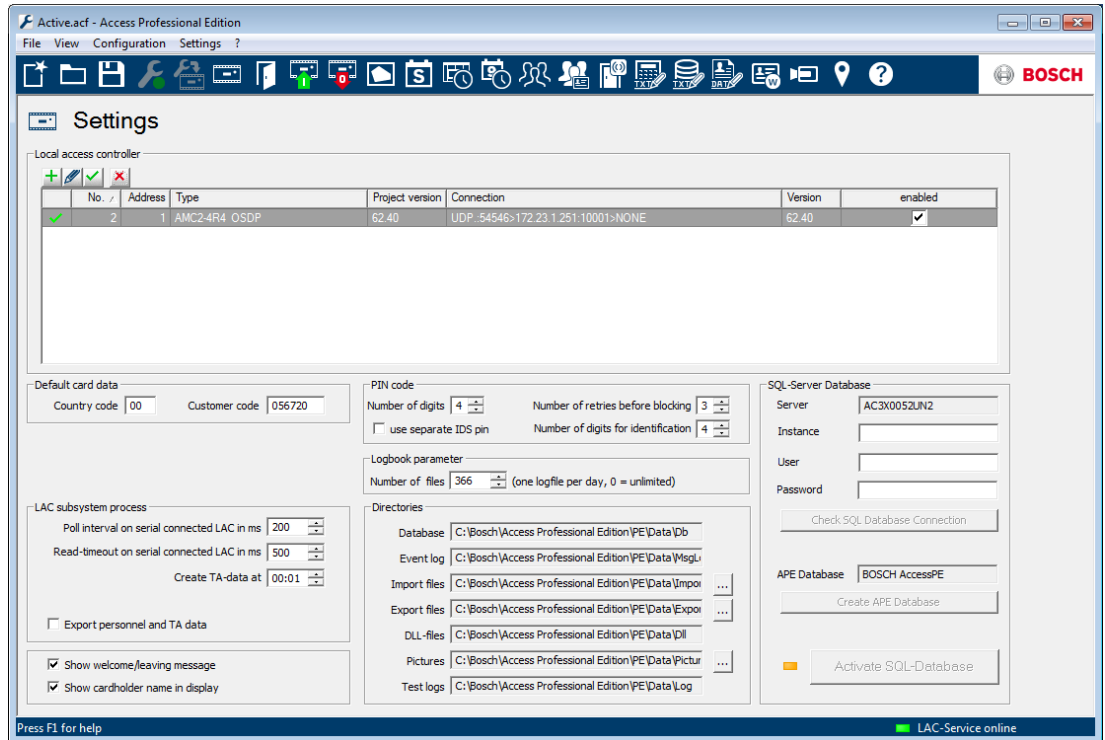 Active.acf - Access Professional Edition
File View Configuration Settings ?
BOSCH
Settings
Local access controller
No. Address Type Project version Connection Version enabled
2 1 AMC2-4R4 OSDP 62.40 UDP.:54546>172.23.1.251:10001>NONE 62.40
Default card data
Country code 00 Customer code 056720
PIN code
Number of digits 4 Number of retries before blocking 3
use separate IDS pin Number of digits for identification 4
Logbook parameter
Number of files 366 (one logfile per day, 0 = unlimited)
SQL-Server Database
Server AC3X0052UN2
Instance
User
Password
Check SQL Database Connection
APE Database BOSCH AccessPE
Create APE Database
Activate SQL-Database
LAC subsystem process
Poll interval on serial connected LAC in ms 200
Read-timeout on serial connected LAC in ms 500
Create TA-data at 00:01
Export personnel and TA data
Show welcome/leaving message
Show cardholder name in display
Directories
Database C:\Bosch\Access Professional Edition\PE\Data\Db
Event log C:\Bosch\Access Professional Edition\PE\Data\MsgL
Import files C:\Bosch\Access Professional Edition\PE\Data\Impor ...
Export files C:\Bosch\Access Professional Edition\PE\Data\Expor ...
DLL-files C:\Bosch\Access Professional Edition\PE\Data\Dll
Pictures C:\Bosch\Access Professional Edition\PE\Data\Pictur ...
Test logs C:\Bosch\Access Professional Edition\PE\Data\Log
Press F1 for help LAC-Service online